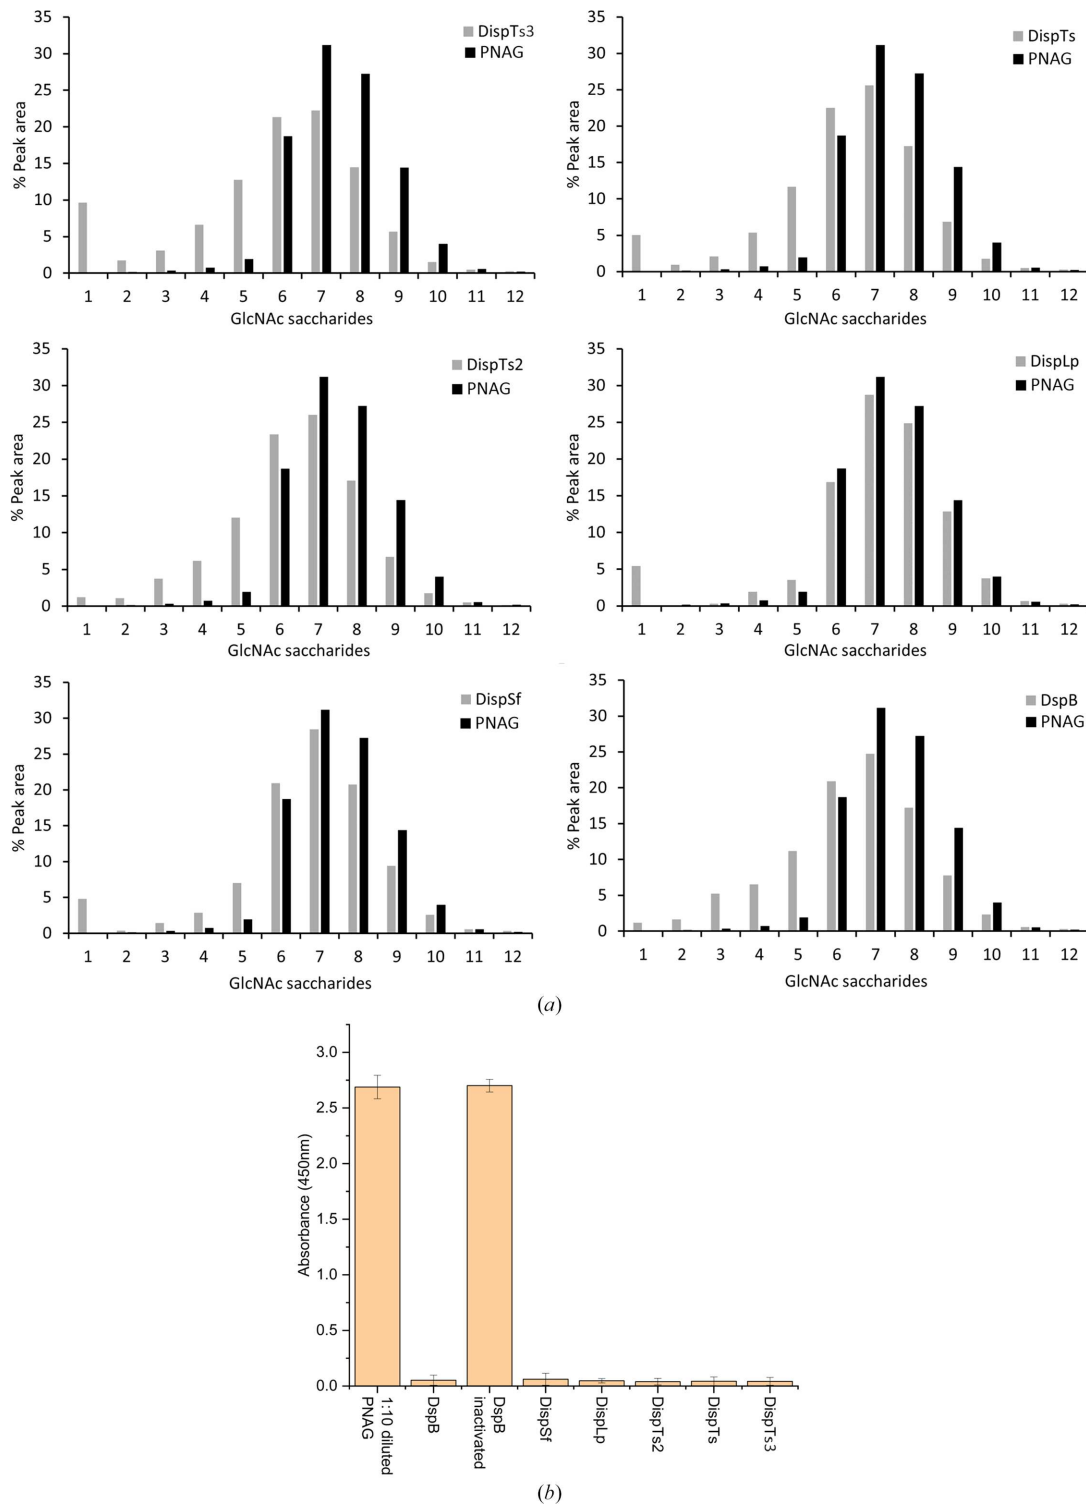 35
30
25
20
15
10
5
0
% Peak area
DispTs3
PNAG
1 2 3 4 5 6 7 8 9 10 11 12
GlcNAc saccharides
35
30
25
20
15
10
5
0
% Peak area
DispTs
PNAG
1 2 3 4 5 6 7 8 9 10 11 12
GlcNAc saccharides
35
30
25
20
15
10
5
0
% Peak area
DispTs2
PNAG
1 2 3 4 5 6 7 8 9 10 11 12
GlcNAc saccharides
35
30
25
20
15
10
5
0
% Peak area
DispLp
PNAG
1 2 3 4 5 6 7 8 9 10 11 12
GlcNAc saccharides
35
30
25
20
15
10
5
0
% Peak area
DispSf
PNAG
1 2 3 4 5 6 7 8 9 10 11 12
GlcNAc saccharides
35
30
25
20
15
10
5
0
% Peak area
DspB
PNAG
1 2 3 4 5 6 7 8 9 10 11 12
GlcNAc saccharides
(a)
3.0
2.5
2.0
1.5
1.0
0.5
0.0
Absorbance (450nm)
1:10 diluted
PNAG
DspB
DspB
inactivated
DispSf
DispLp
DispTs2
DispTs
DispTs3
(b)